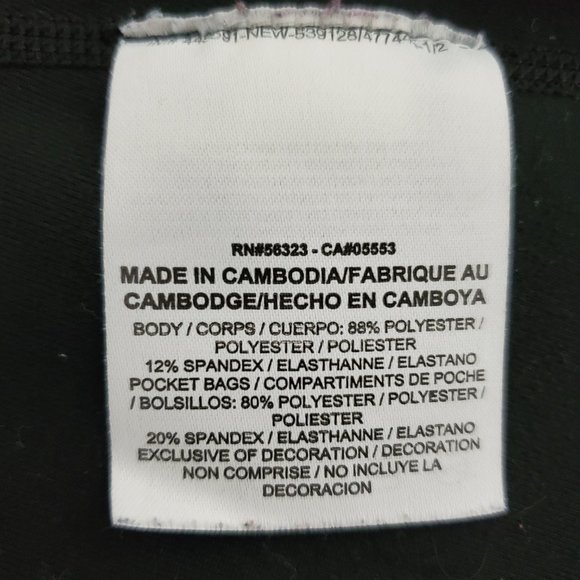 RN#56323 - CA#05553
MADE IN CAMBODIA/FABRIQUE AU
CAMBODGE/HECHO EN CAMBOYA
BODY / CORPS / CUERPO: 88% POLYESTER /
POLYESTER / POLIESTER
12% SPANDEX / ELASTHANNE / ELASTANO
POCKET BAGS / COMPARTIMENTS DE POCHE
/ BOLSILLOS: 80% POLYESTER / POLYESTER /
POLIESTER
20% SPANDEX / ELASTHANNE / ELASTANO
EXCLUSIVE OF DECORATION / DECORATION
NON COMPRISE / NO INCLUYE LA
DECORACION